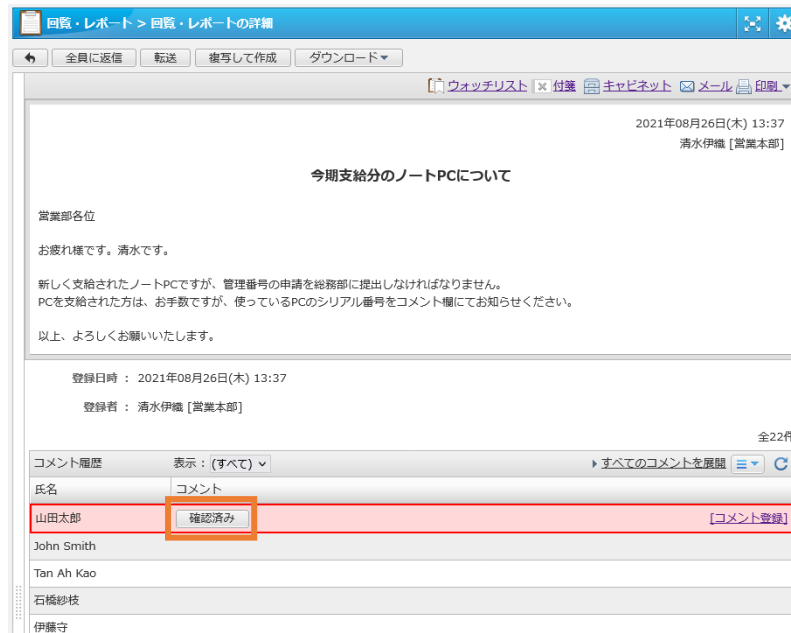 回覧・レポート > 回覧・レポートの詳細
全員に返信 転送 複写して作成 ダウンロード
ウォッチリスト 付箋 キャビネット メール 印刷
2021年08月26日(木) 13:37
清水伊織 [営業本部]
今期支給分のノートPCについて
営業部各位
お疲れ様です。清水です。
新しく支給されたノートPCですが、管理番号の申請を総務部に提出しなければなりません。
PCを支給された方は、お手数ですが、使っているPCのシリアル番号をコメント欄にてお知らせください。
以上、よろしくお願いいたします。
登録日時 : 2021年08月26日(木) 13:37
登録者 : 清水伊織 [営業本部]
全22件
コメント履歴 表示 : (すべて) すべてのコメントを展開
氏名 コメント
山田太郎 確認済み [コメント登録]
John Smith
Tan Ah Kao
石橋紗枝
伊藤守